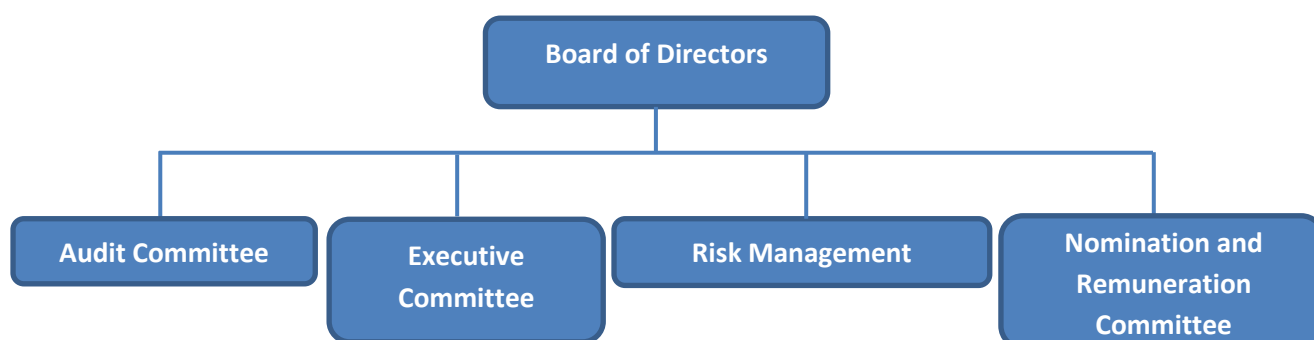 Board of Directors
Audit Committee
Executive
Committee
Risk Management
Nomination and
Remuneration
Committee